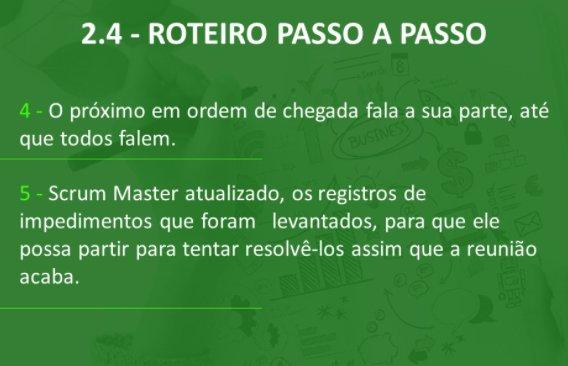 2.4 - ROTEIRO PASSO A PASSO
4 - O próximo em ordem de chegada fala a sua parte, até
que todos falem.
5 - Scrum Master atualizado, os registros de
impedimentos que foram levantados, para que ele
possa partir para tentar resolvê-los assim que a reunião
acaba.
BUSINESS